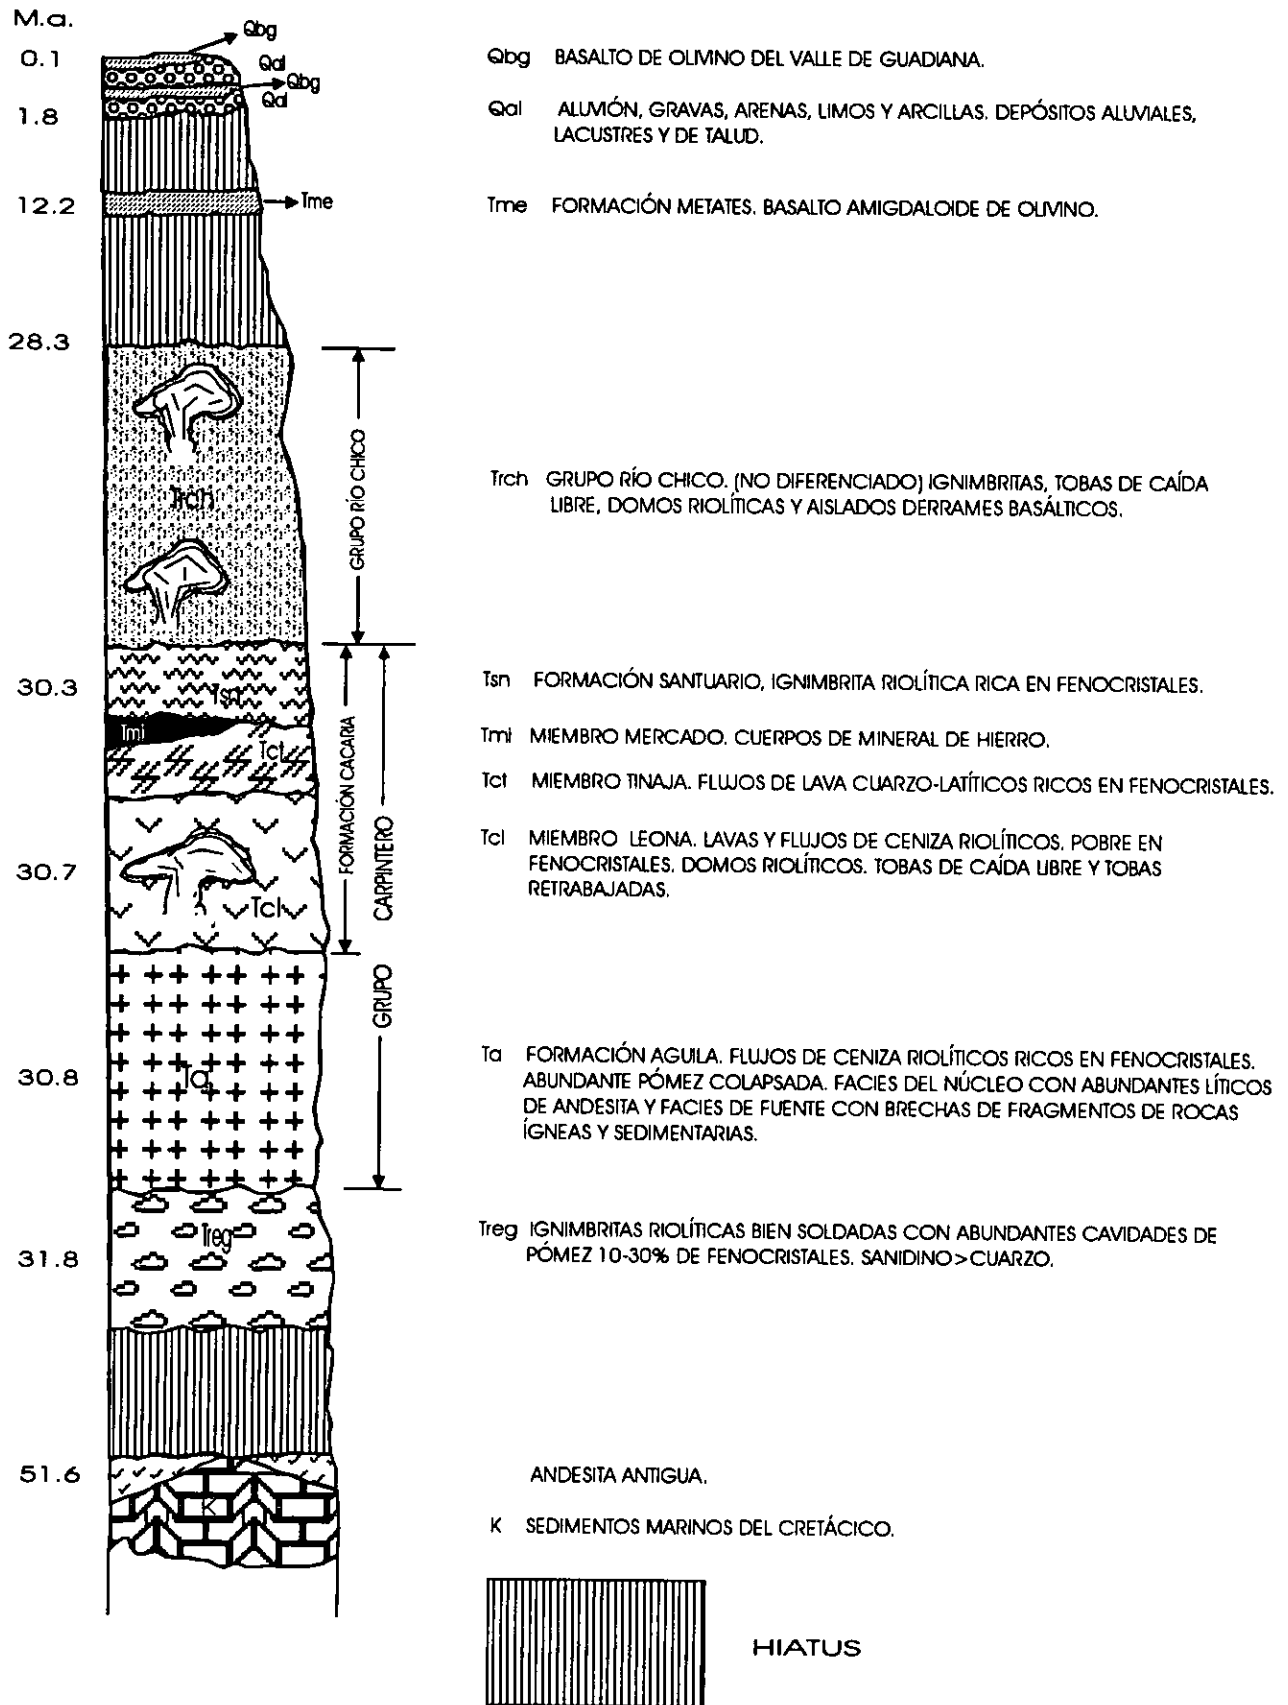 M.a.
0.1
1.8
12.2
28.3
30.3
30.7
30.8
31.8
51.6
Qbg
Qal
Qbg
Qal
Tme
Trch
Tsn
Tmi
Tct
Tcl
Ta
Treg
K
GRUPO RÍO CHICO
FORMACIÓN CACARIA
GRUPO CARPINTERO
Qbg BASALTO DE OLIVINO DEL VALLE DE GUADIANA.
Qal ALUVIÓN, GRAVAS, ARENAS, LIMOS Y ARCILLAS. DEPÓSITOS ALUVIALES,
LACUSTRES Y DE TALUD.
Tme FORMACIÓN METATES. BASALTO AMIGDALOIDE DE OLIVINO.
Trch GRUPO RÍO CHICO. (NO DIFERENCIADO) IGNIMBRITAS, TOBAS DE CAÍDA
LIBRE, DOMOS RIOLÍTICAS Y AISLADOS DERRAMES BASÁLTICOS.
Tsn FORMACIÓN SANTUARIO, IGNIMBRITA RIOLÍTICA RICA EN FENOCRISTALES.
Tmi MIEMBRO MERCADO. CUERPOS DE MINERAL DE HIERRO.
Tct MIEMBRO TINAJA. FLUJOS DE LAVA CUARZO-LATÍTICOS RICOS EN FENOCRISTALES.
Tcl MIEMBRO LEONA. LAVAS Y FLUJOS DE CENIZA RIOLÍTICOS. POBRE EN
FENOCRISTALES. DOMOS RIOLÍTICOS. TOBAS DE CAÍDA LIBRE Y TOBAS
RETRABAJADAS.
Ta FORMACIÓN AGUILA. FLUJOS DE CENIZA RIOLÍTICOS RICOS EN FENOCRISTALES.
ABUNDANTE PÓMEZ COLAPSADA. FACIES DEL NÚCLEO CON ABUNDANTES LÍTICOS
DE ANDESITA Y FACIES DE FUENTE CON BRECHAS DE FRAGMENTOS DE ROCAS
ÍGNEAS Y SEDIMENTARIAS.
Treg IGNIMBRITAS RIOLÍTICAS BIEN SOLDADAS CON ABUNDANTES CAVIDADES DE
PÓMEZ 10-30% DE FENOCRISTALES. SANIDINO>CUARZO.
ANDESITA ANTIGUA.
K SEDIMENTOS MARINOS DEL CRETÁCICO.
HIATUS